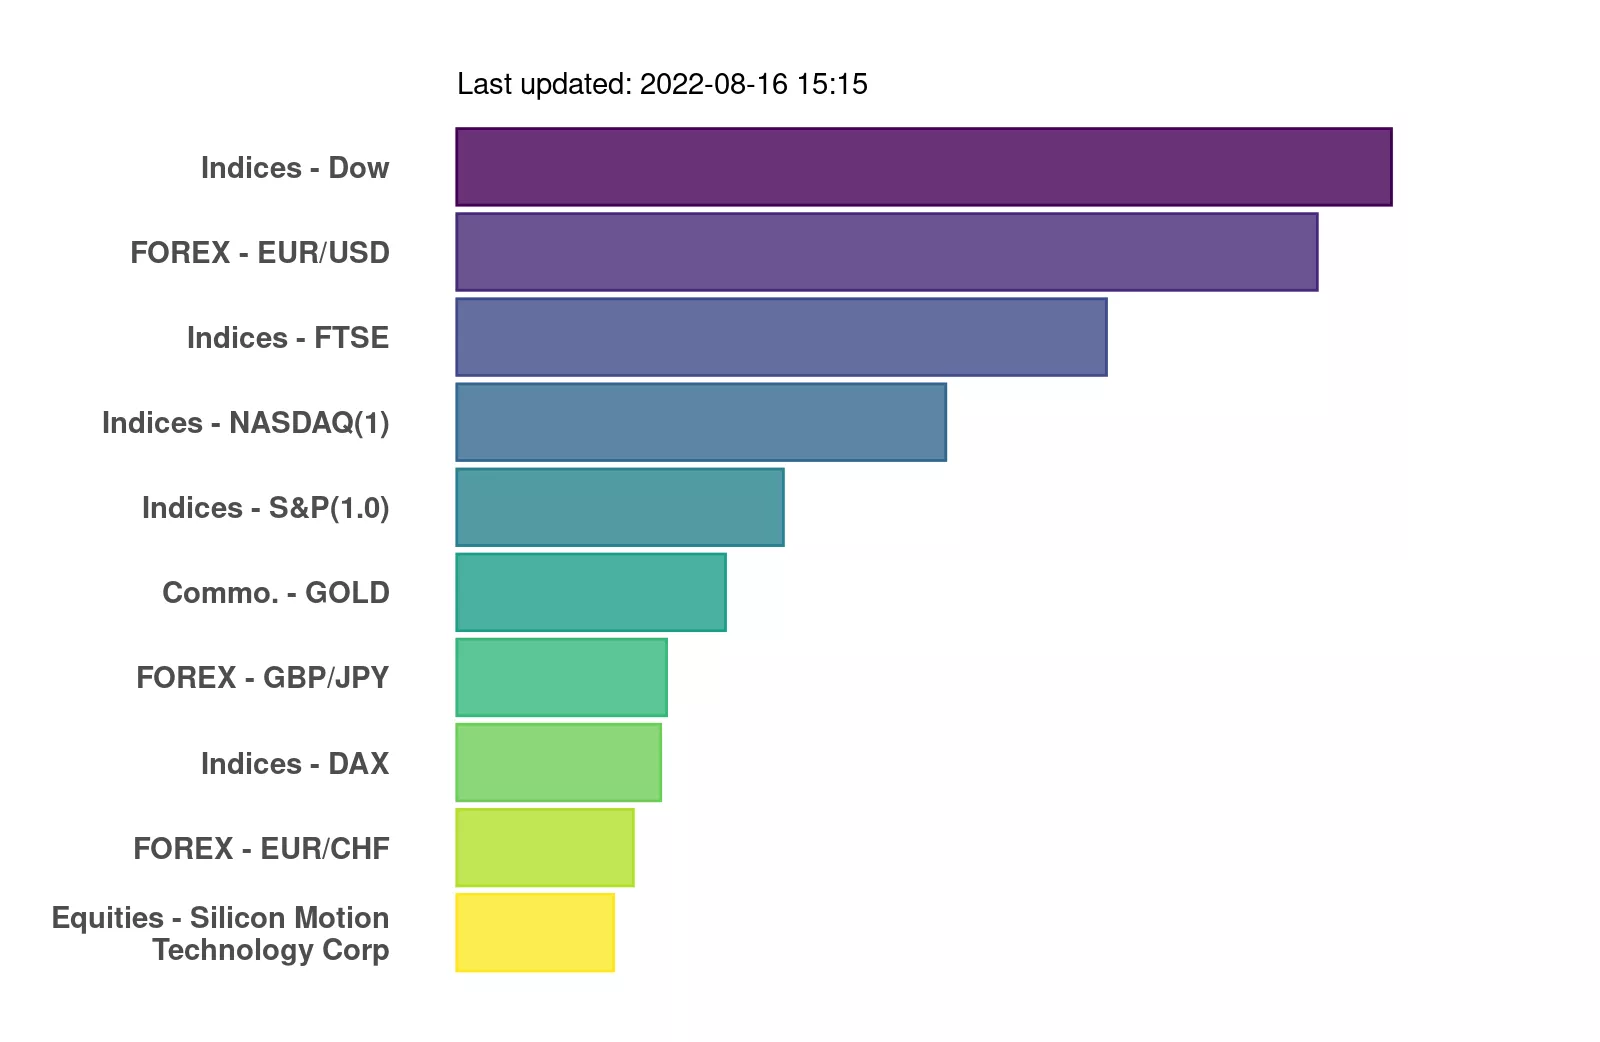 Last updated: 2022-08-16 15:15
Indices - Dow
FOREX - EUR/USD
Indices - FTSE
Indices - NASDAQ(1)
Indices - S&P(1.0)
Commo. - GOLD
FOREX - GBP/JPY
Indices - DAX
FOREX - EUR/CHF
Equities - Silicon Motion
Technology Corp